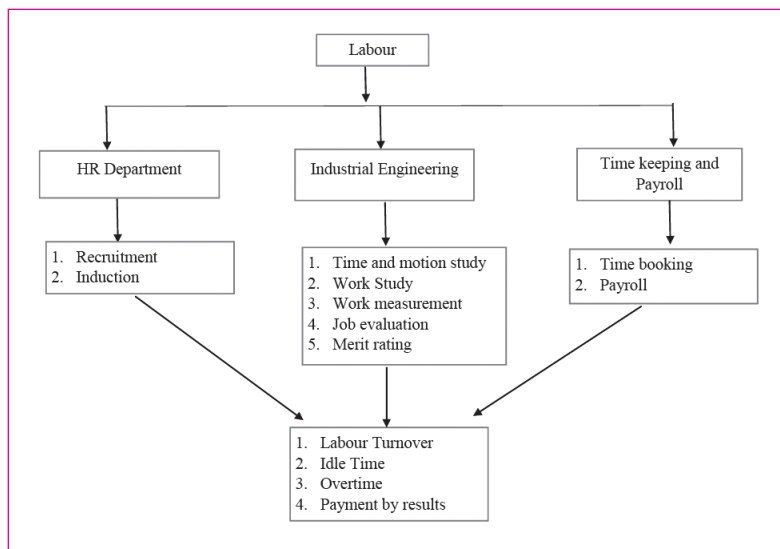 Labour
HR Department
Industrial Engineering
Time keeping and
Payroll
1. Recruitment
2. Induction
1. Time and motion study
2. Work Study
3. Work measurement
4. Job evaluation
5. Merit rating
1. Time booking
2. Payroll
1. Labour Turnover
2. Idle Time
3. Overtime
4. Payment by results